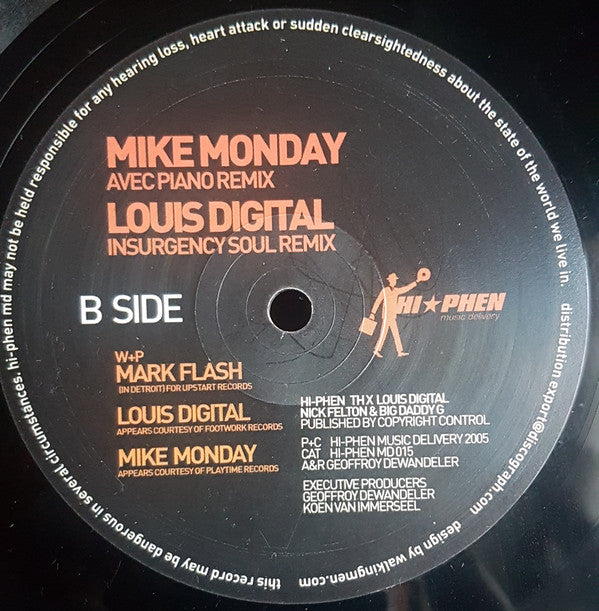 MIKE MONDAY
AVEC PIANO REMIX
LOUIS DIGITAL
INSURGENCY SOUL REMIX
B SIDE
HI★PHEN
music delivery
W+P
MARK FLASH
(IN DETROIT) FOR UPSTART RECORDS
LOUIS DIGITAL
APPEARS COURTESY OF FOOTWORK RECORDS
MIKE MONDAY
APPEARS COURTESY OF PLAYTIME RECORDS
HI-PHEN TH X LOUIS DIGITAL
NICK FELTON & BIG DADDY G
PUBLISHED BY COPYRIGHT CONTROL
P+C HI-PHEN MUSIC DELIVERY 2005
CAT HI-PHEN MD 015
A&R GEOFFROY DEWANDELER
EXECUTIVE PRODUCERS
GEOFFROY DEWANDELER
KOEN VAN IMMERSEEL
this record may be dangerous in several circumstances. hi-phen md may not be held responsible for any hearing loss, heart attack or sudden clearsightedness about the state of the world we live in.
distribution export@discograph.com
design by walkingmen.com